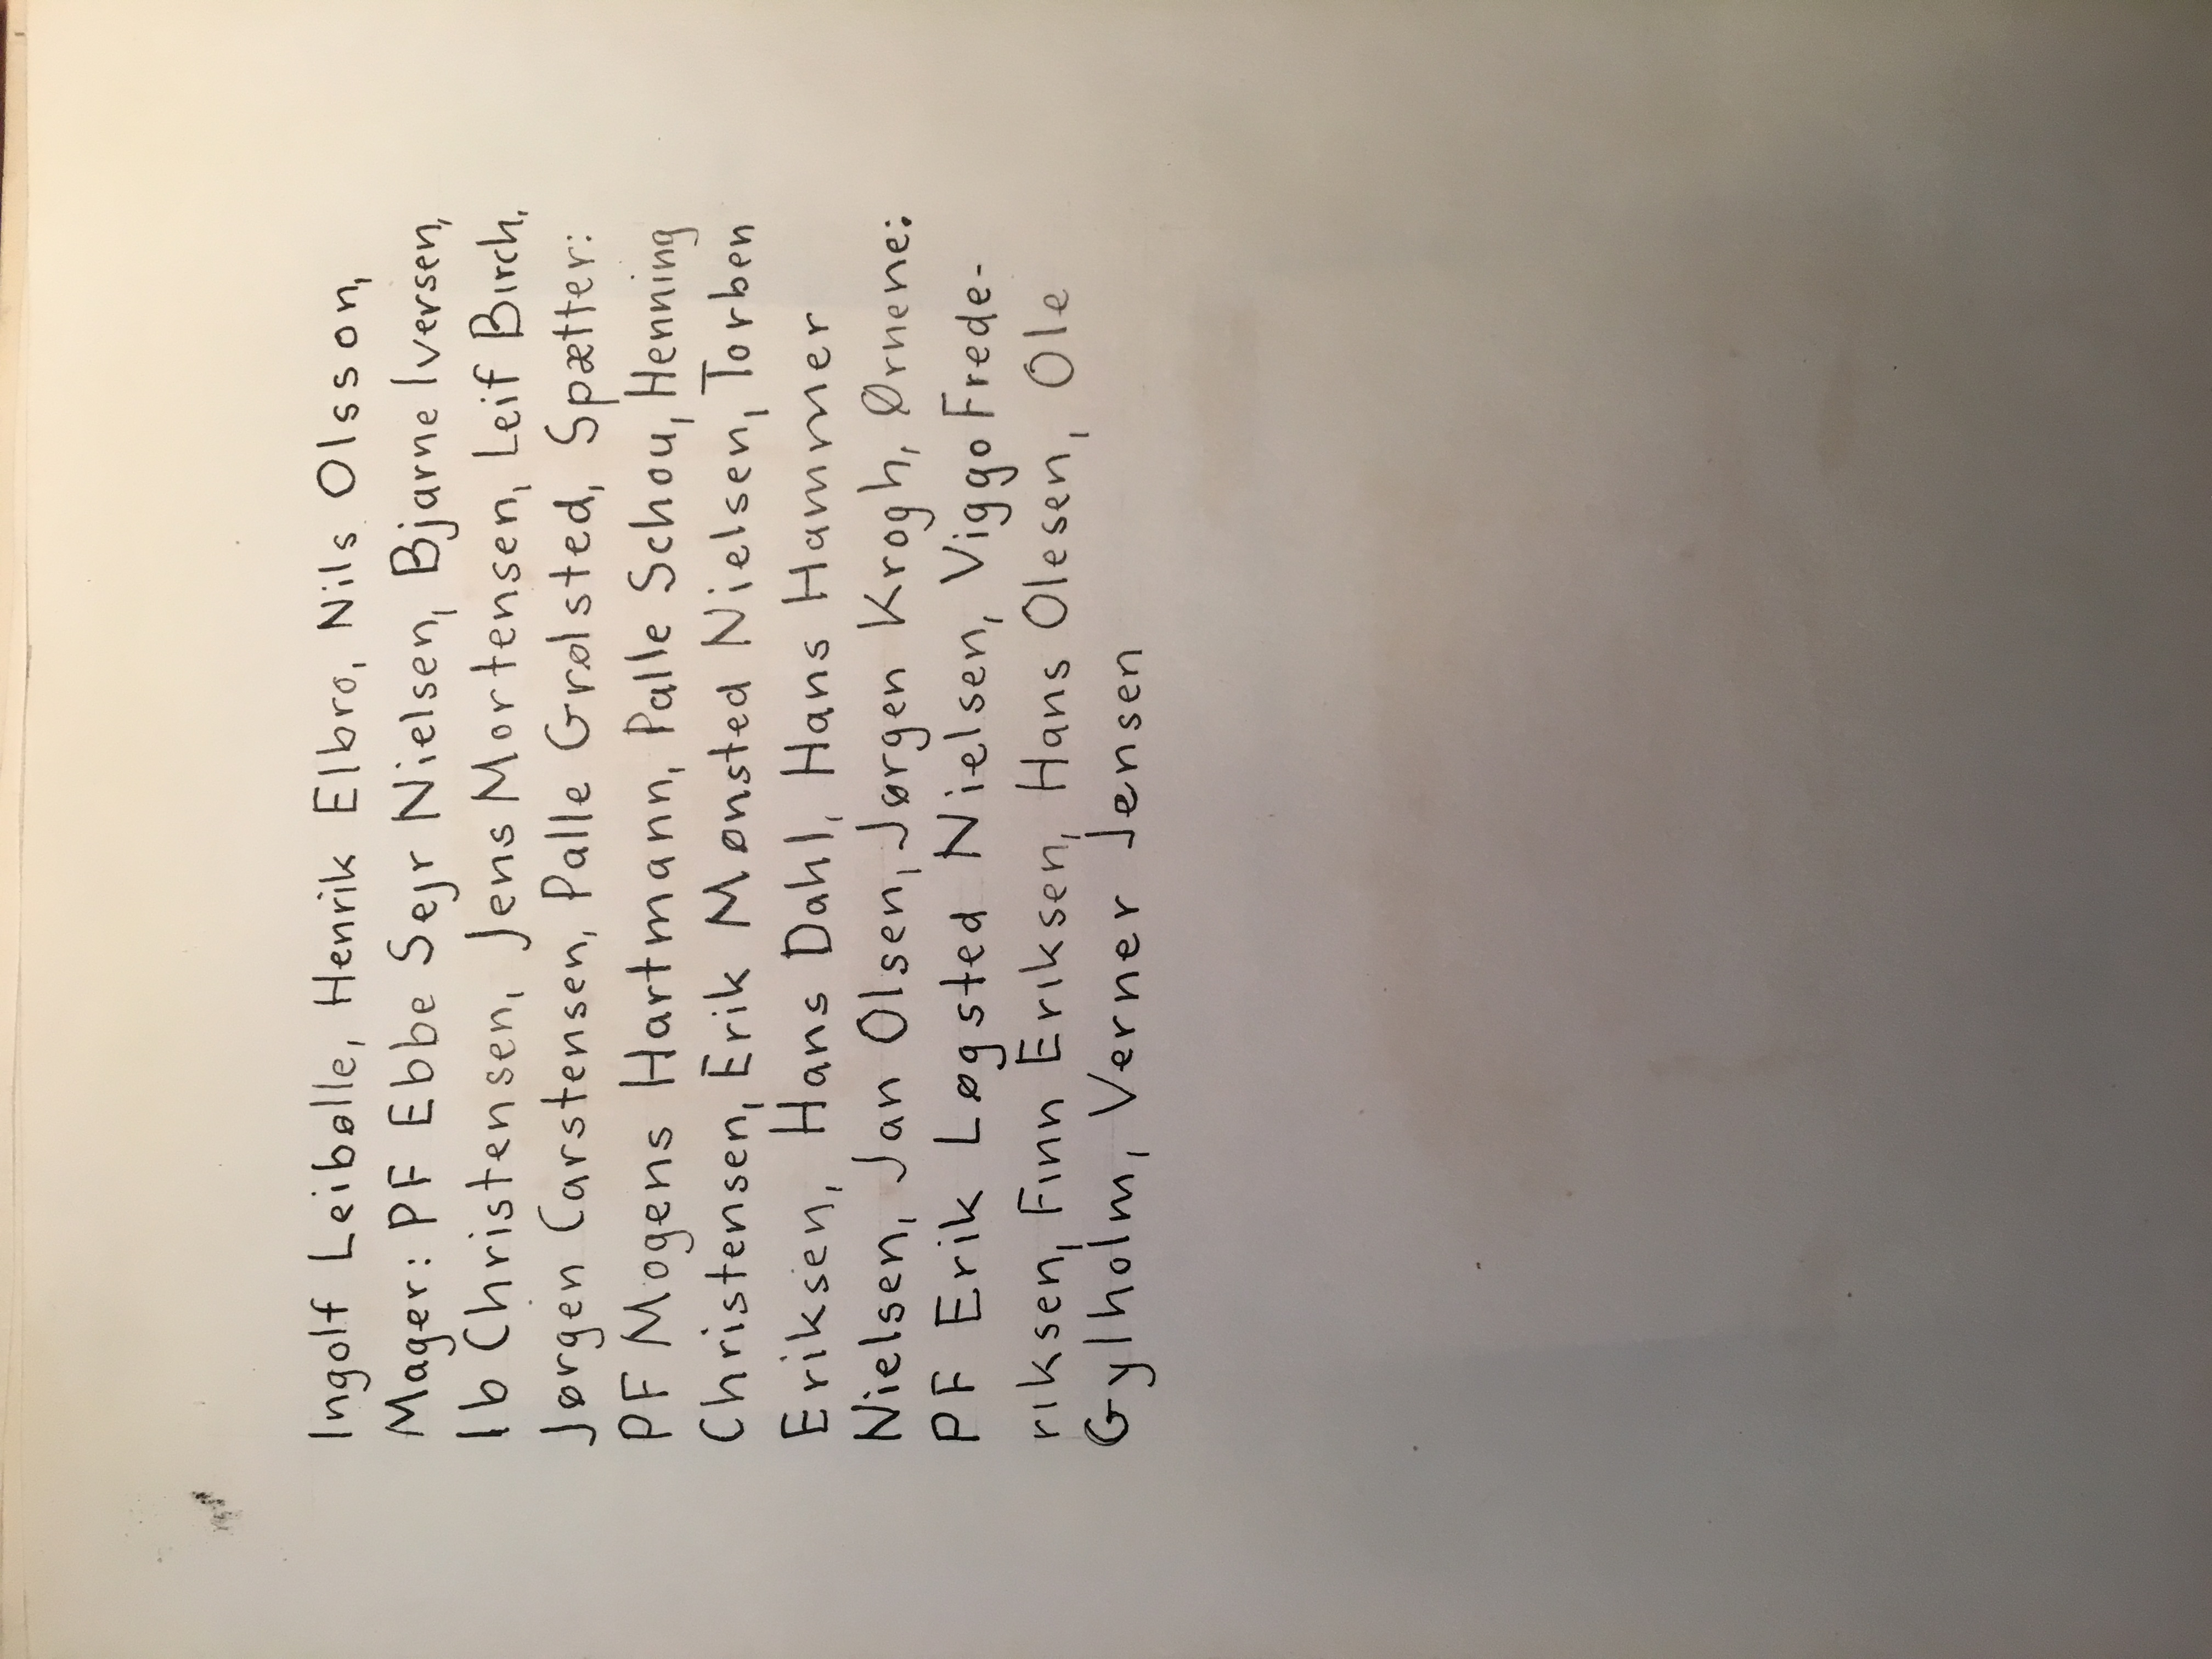 Ingolf Leibølle, Henrik Elbro, Nils Olsson,
Mager: PF Ebbe Sejr Nielsen, Bjarne Iversen,
Ib Christensen, Jens Mortensen, Leif Birch,
Jørgen Carstensen, Palle Grølsted, Spætter:
PF Mogens Hartmann, Palle Schou, Henning
Christensen, Erik Mønsted Nielsen, Torben
Eriksen, Hans Dahl, Hans Hammer
Nielsen, Jan Olsen, Jørgen Krogh, Ørnene:
PF Erik Løgsted Nielsen, Viggo Frede-
riksen, Finn Eriksen, Hans Olesen, Ole
Gylholm, Verner Jensen